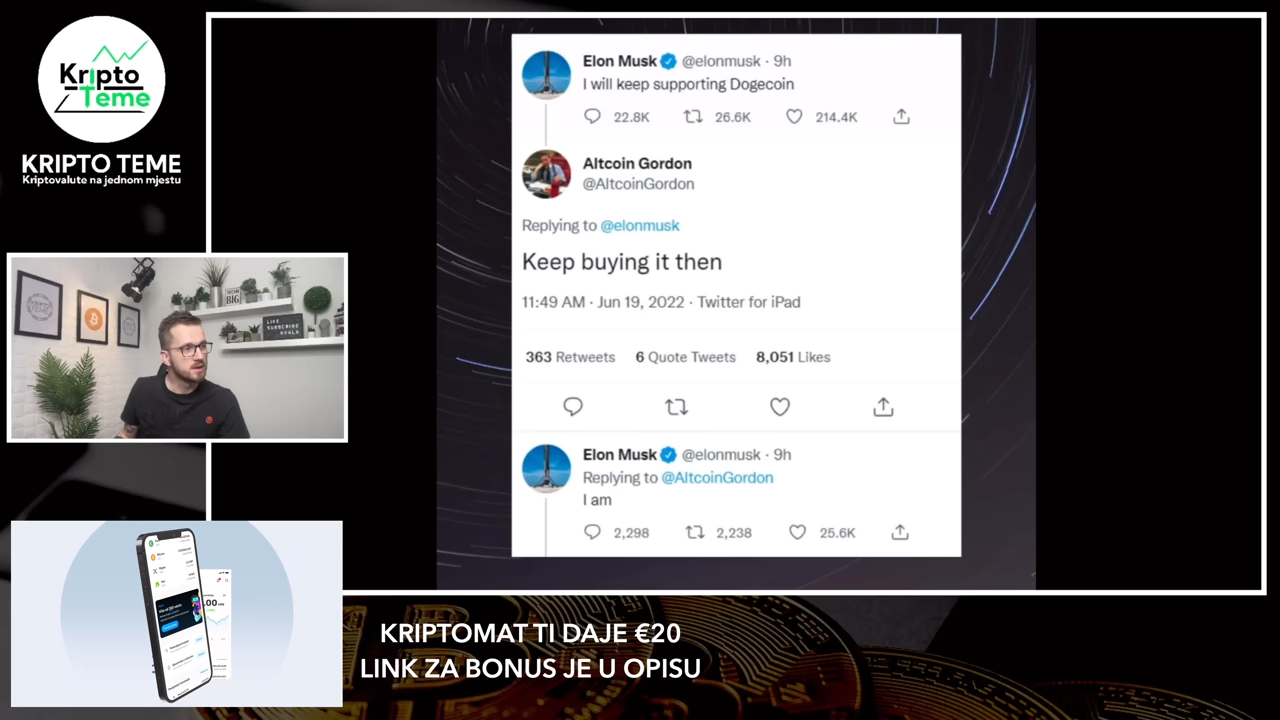 Kripto
Teme
KRIPTO TEME
Kriptovalute na jednom mjestu
Elon Musk @elonmusk · 9h
I will keep supporting Dogecoin
22.8K 26.6K 214.4K
Altcoin Gordon
@AltcoinGordon
Replying to @elonmusk
Keep buying it then
11:49 AM · Jun 19, 2022 · Twitter for iPad
363 Retweets 6 Quote Tweets 8,051 Likes
Elon Musk @elonmusk · 9h
Replying to @AltcoinGordon
I am
2,298 2,238 25.6K
BIG
LIKE
SUBSCRIBE
KRIPTOMAT TI DAJE €20
LINK ZA BONUS JE U OPISU